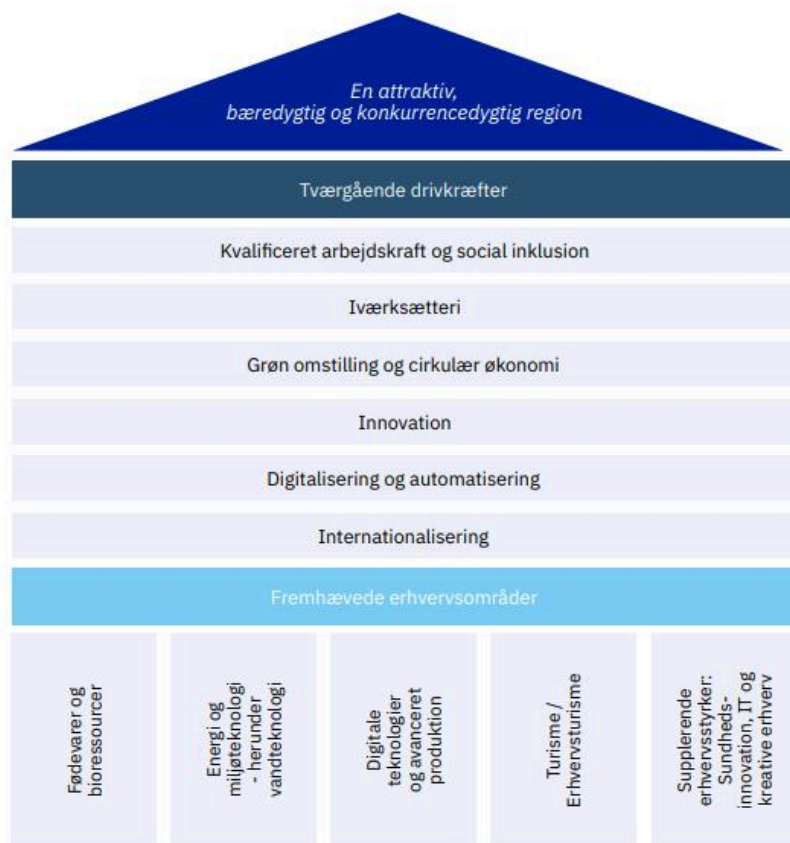 En attraktiv,
bæredygtig og konkurrencedygtig region
Tværgående drivkræfter
Kvalificeret arbejdskraft og social inklusion
Iværksætteri
Grøn omstilling og cirkulær økonomi
Innovation
Digitalisering og automatisering
Internationalisering
Fremhævede erhvervsområder
Fødevarer og
bioressourcer
Energi og
miljøteknologi
- herunder
vandteknologi
Digitale
teknologier
og avanceret
produktion
Turisme /
Erhvervsturisme
Supplerende
erhvervsstyrker:
Sundheds-
innovation, IT og
kreative erhverv